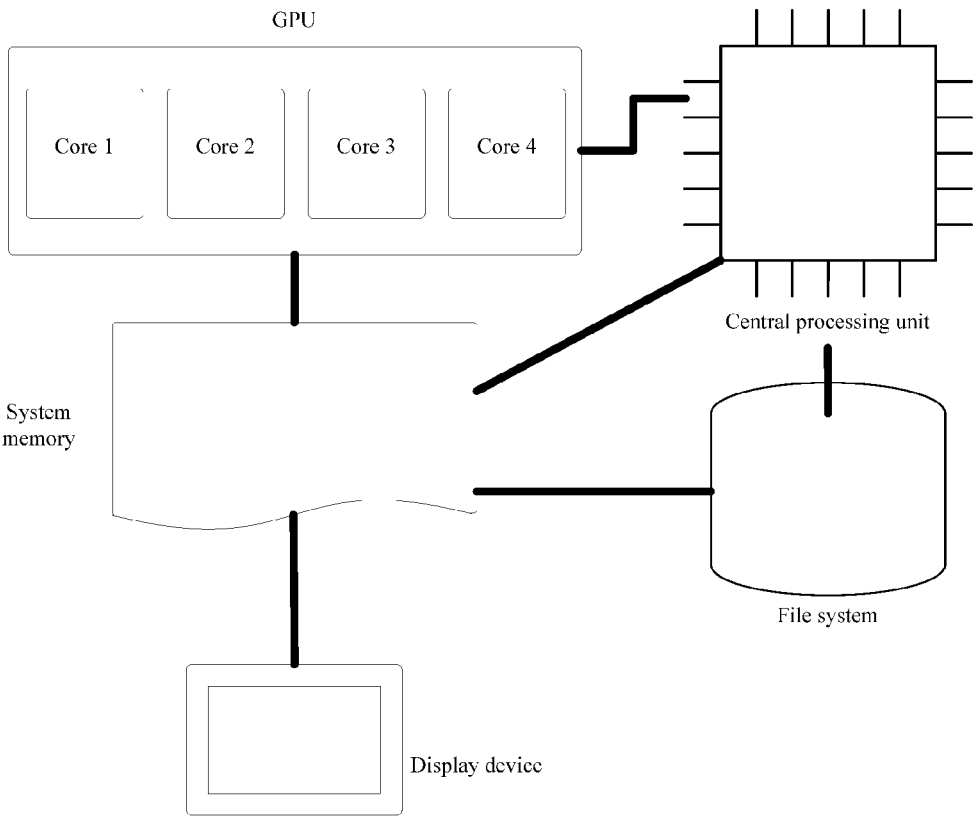 GPU
Core 1
Core 2
Core 3
Core 4
Central processing unit
System
memory
File system
Display device